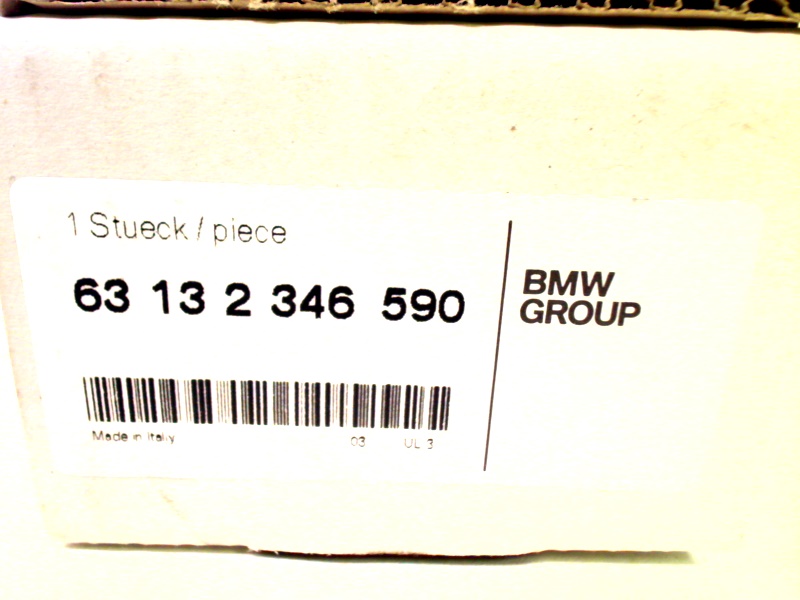 1 Stueck / piece
63 13 2 346 590
BMW
GROUP
Made in Italy
03
UL 3